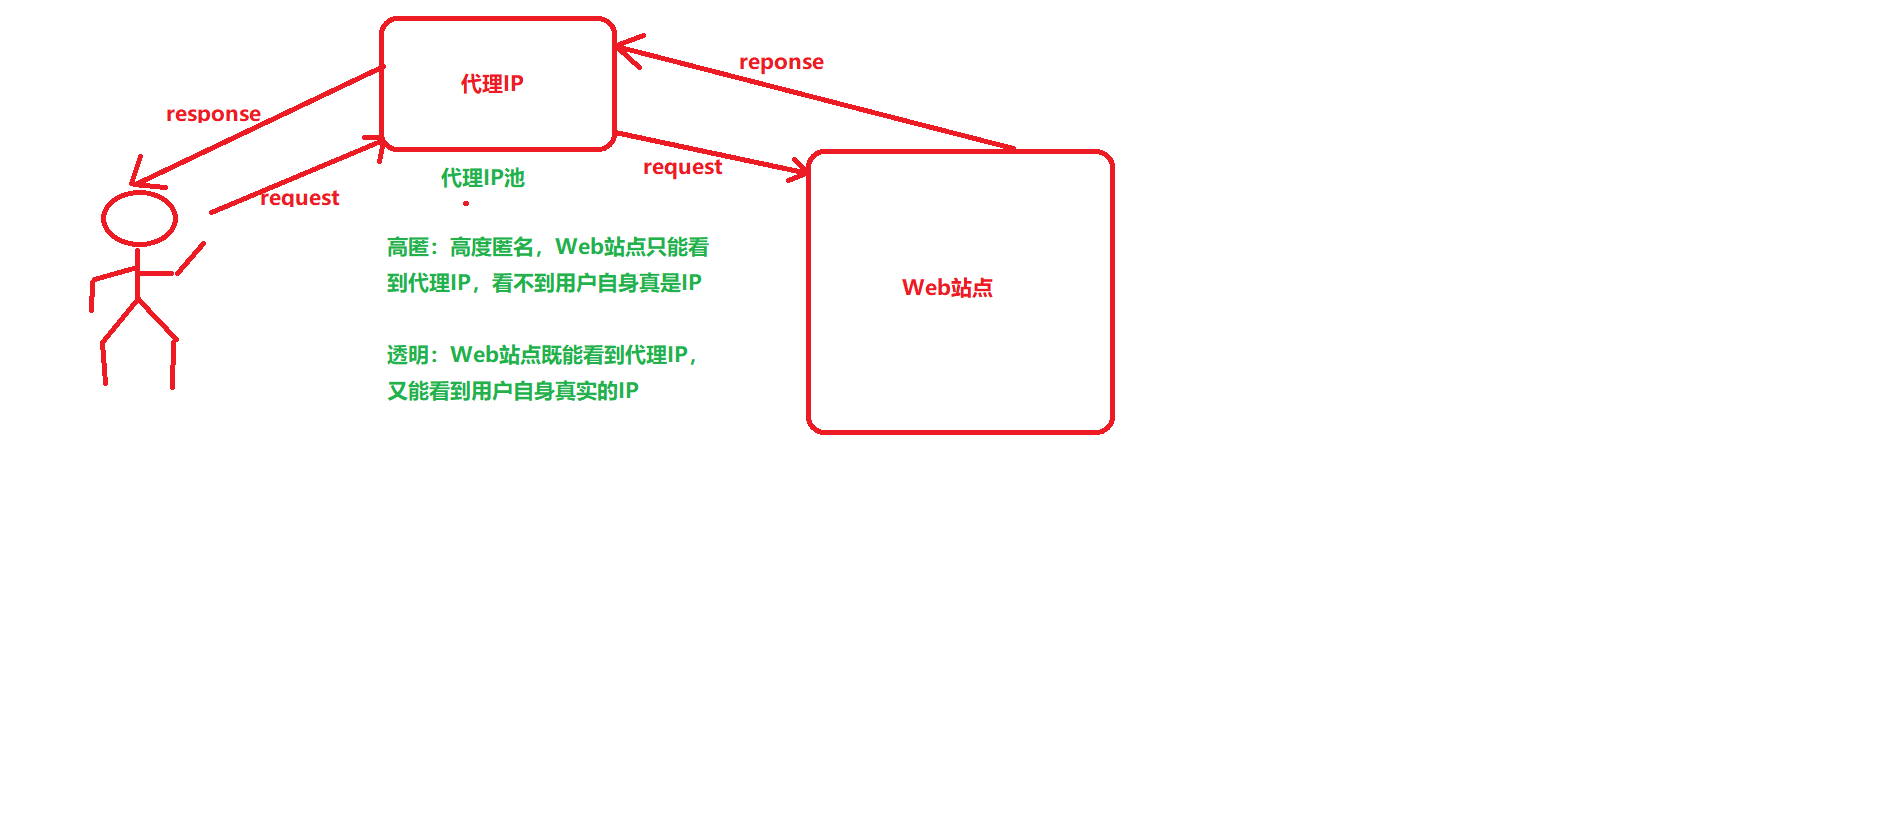 代理IP
reponse
response
request
request
代理IP池
高匿：高度匿名，Web站点只能看
到代理IP，看不到用户自身真是IP
Web站点
透明：Web站点既能看到代理IP，
又能看到用户自身真实的IP